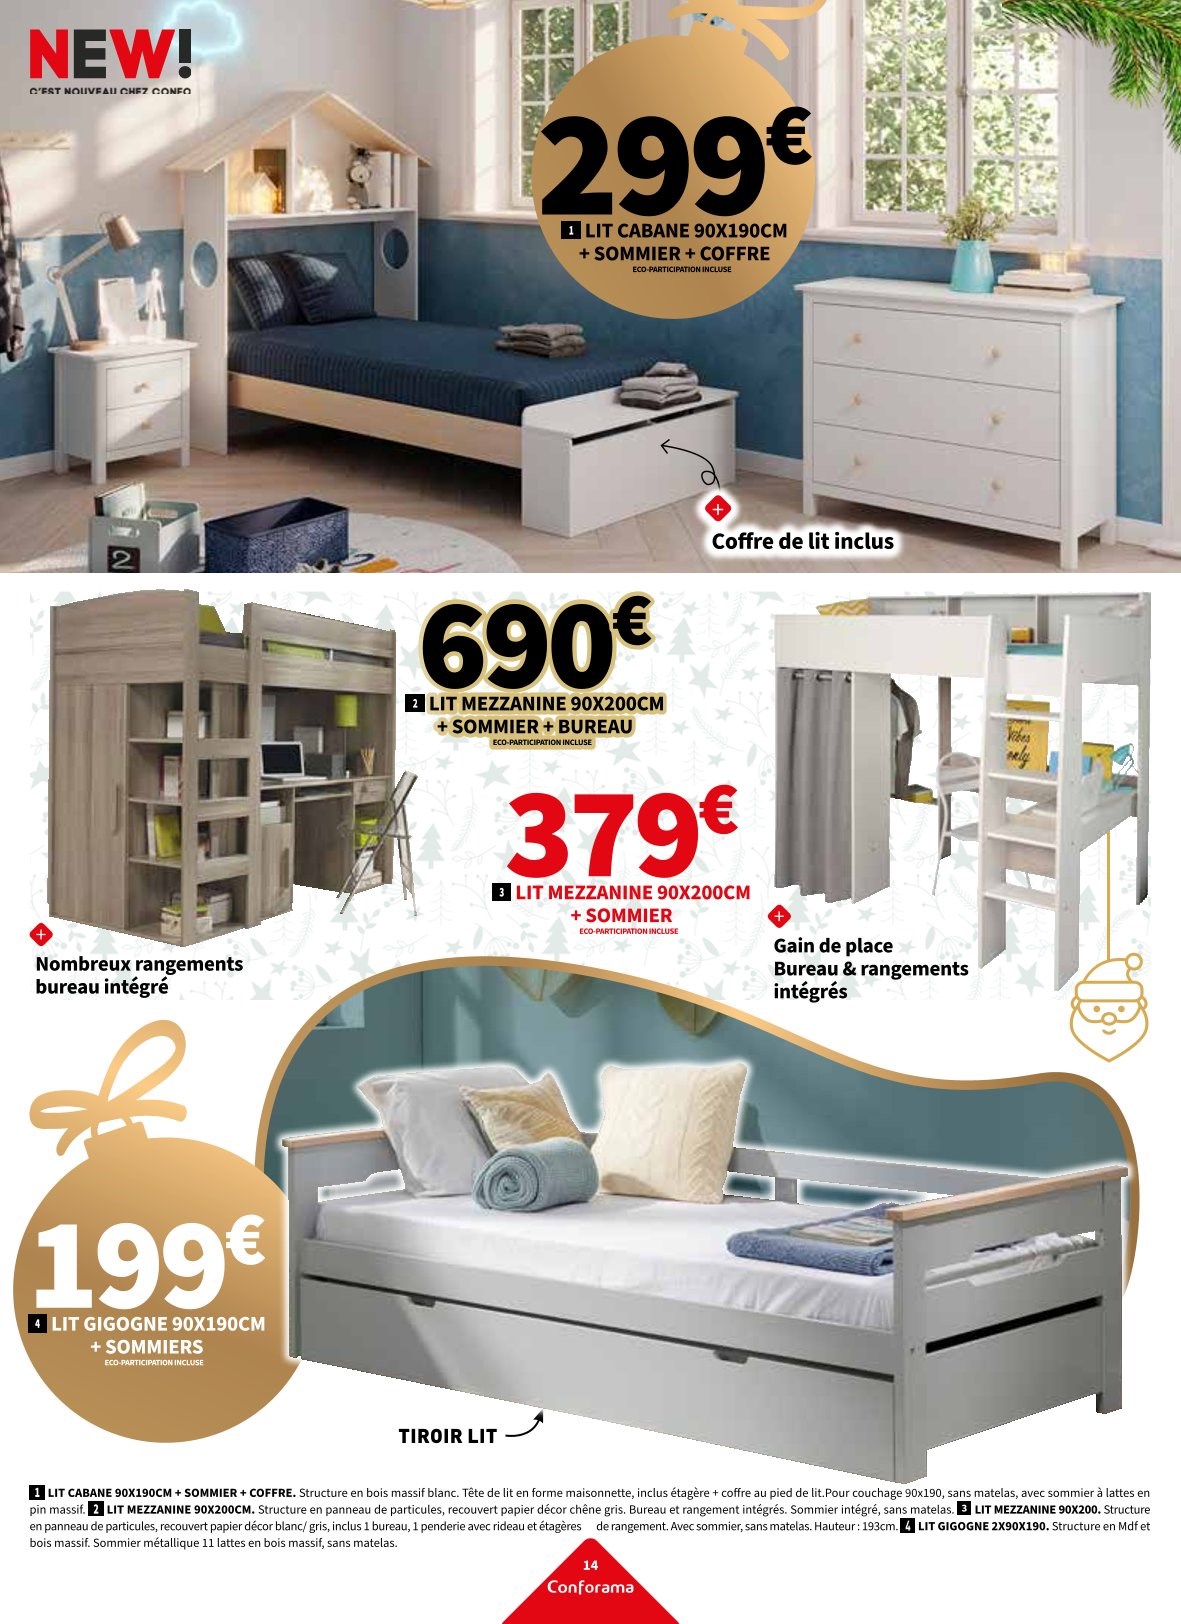 NEW!
C'EST NOUVEAU CHEZ CONFO
299€
1 LIT CABANE 90X190CM
+ SOMMIER + COFFRE
ECO-PARTICIPATION INCLUSE
2
+
Coffre de lit inclus
690€
2 LIT MEZZANINE 90X200CM
+ SOMMIER + BUREAU
ECO-PARTICIPATION INCLUSE
Vibes
only
379€
3 LIT MEZZANINE 90X200CM
+ SOMMIER
ECO-PARTICIPATION INCLUSE
+
Nombreux rangements
bureau intégré
+
Gain de place
Bureau & rangements
intégrés
199€
4 LIT GIGOGNE 90X190CM
+ SOMMIERS
ECO-PARTICIPATION INCLUSE
TIROIR LIT
1 LIT CABANE 90X190CM + SOMMIER + COFFRE. Structure en bois massif blanc. Tête de lit en forme maisonnette, inclus étagère + coffre au pied de lit.Pour couchage 90x190, sans matelas, avec sommier à lattes en
pin massif. 2 LIT MEZZANINE 90X200CM. Structure en panneau de particules, recouvert papier décor chêne gris. Bureau et rangement intégrés. Sommier intégré, sans matelas. 3 LIT MEZZANINE 90X200. Structure
en panneau de particules, recouvert papier décor blanc/ gris, inclus 1 bureau, 1 penderie avec rideau et étagères de rangement. Avec sommier, sans matelas. Hauteur : 193cm. 4 LIT GIGOGNE 2X90X190. Structure en Mdf et
bois massif. Sommier métallique 11 lattes en bois massif, sans matelas.
14
Conforama